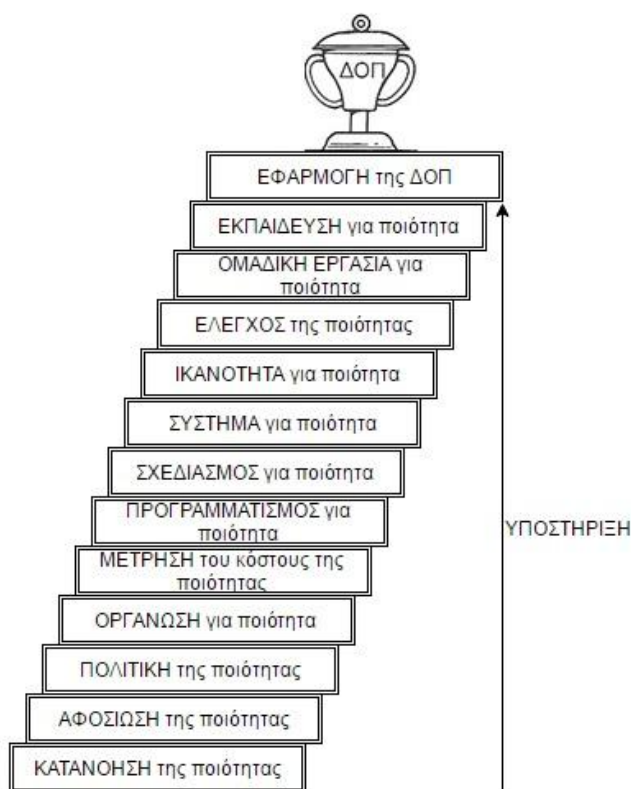 ΔΟΠ
ΕΦΑΡΜΟΓΗ της ΔΟΠ
ΕΚΠΑΙΔΕΥΣΗ για ποιότητα
ΟΜΑΔΙΚΗ ΕΡΓΑΣΙΑ για
ποιότητα
ΕΛΕΓΧΟΣ της ποιότητας
ΙΚΑΝΟΤΗΤΑ για ποιότητα
ΣΥΣΤΗΜΑ για ποιότητα
ΣΧΕΔΙΑΣΜΟΣ για ποιότητα
ΠΡΟΓΡΑΜΜΑΤΙΣΜΟΣ για
ποιότητα
ΜΕΤΡΗΣΗ του κόστους της
ποιότητας
ΟΡΓΑΝΩΣΗ για ποιότητα
ΠΟΛΙΤΙΚΗ της ποιότητας
ΑΦΟΣΙΩΣΗ της ποιότητας
ΚΑΤΑΝΟΗΣΗ της ποιότητας
ΥΠΟΣΤΗΡΙΞΗ